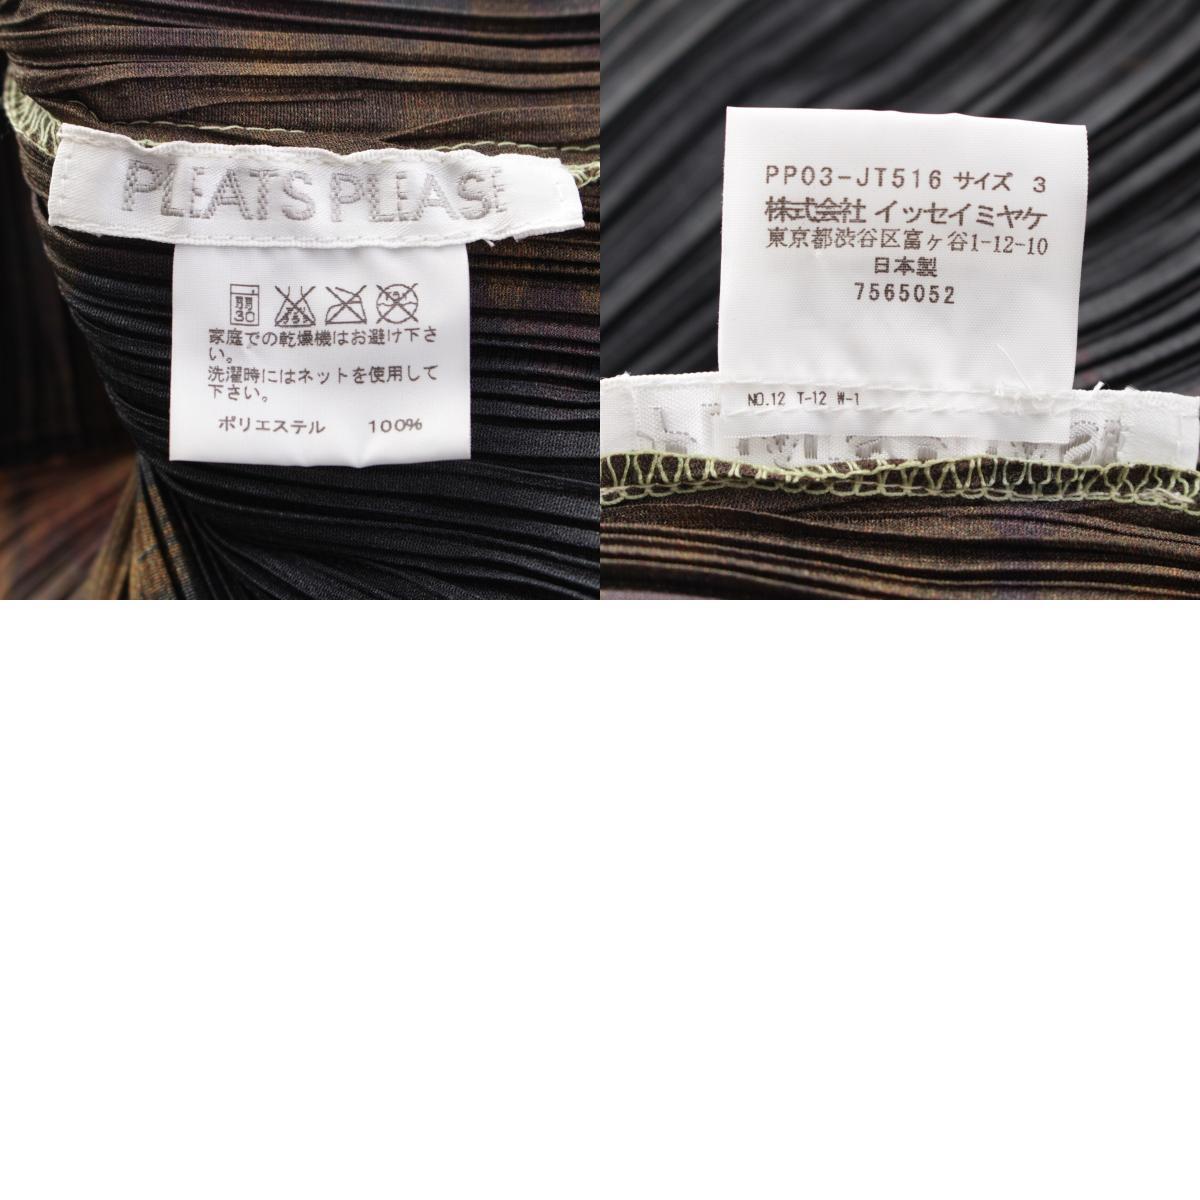 PLEATS PLEASE
弱
30
家庭での乾燥機はお避け下さ
い。
洗濯時にはネットを使用して
下さい。
ポリエステル 100%
PP03-JT516 サイズ 3
株式会社 イッセイミヤケ
東京都渋谷区富ヶ谷1-12-10
日本製
7565052
NO.12 T-12 W-1